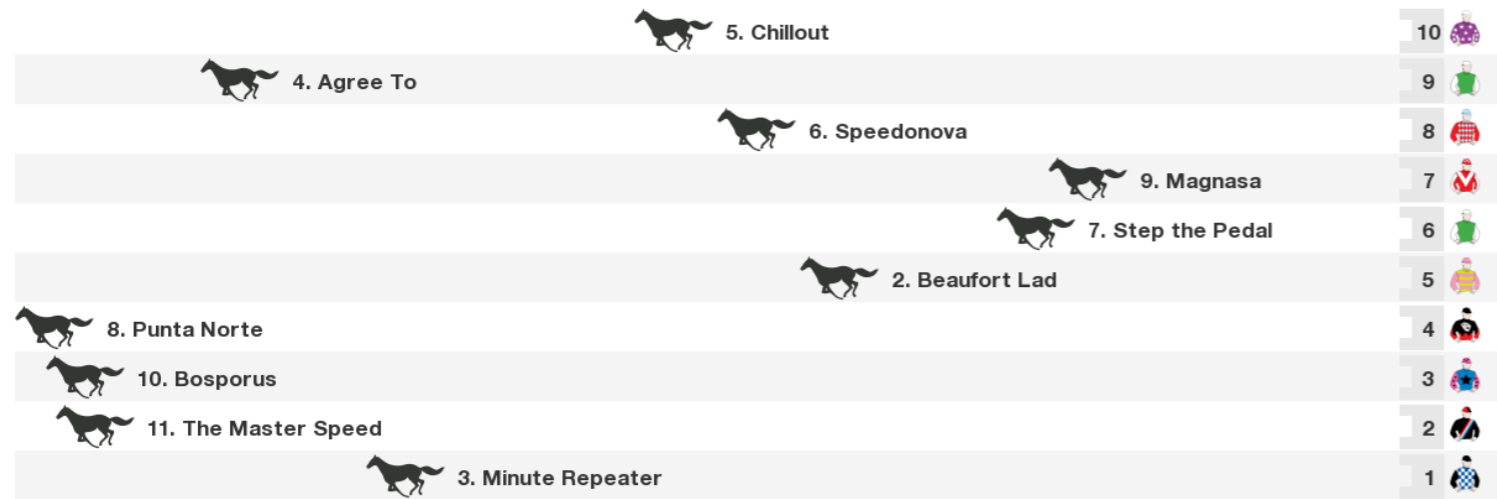 5. Chillout 10
4. Agree To 9
6. Speedonova 8
9. Magnasa 7
7. Step the Pedal 6
2. Beaufort Lad 5
8. Punta Norte 4
10. Bosporus 3
11. The Master Speed 2
3. Minute Repeater 1